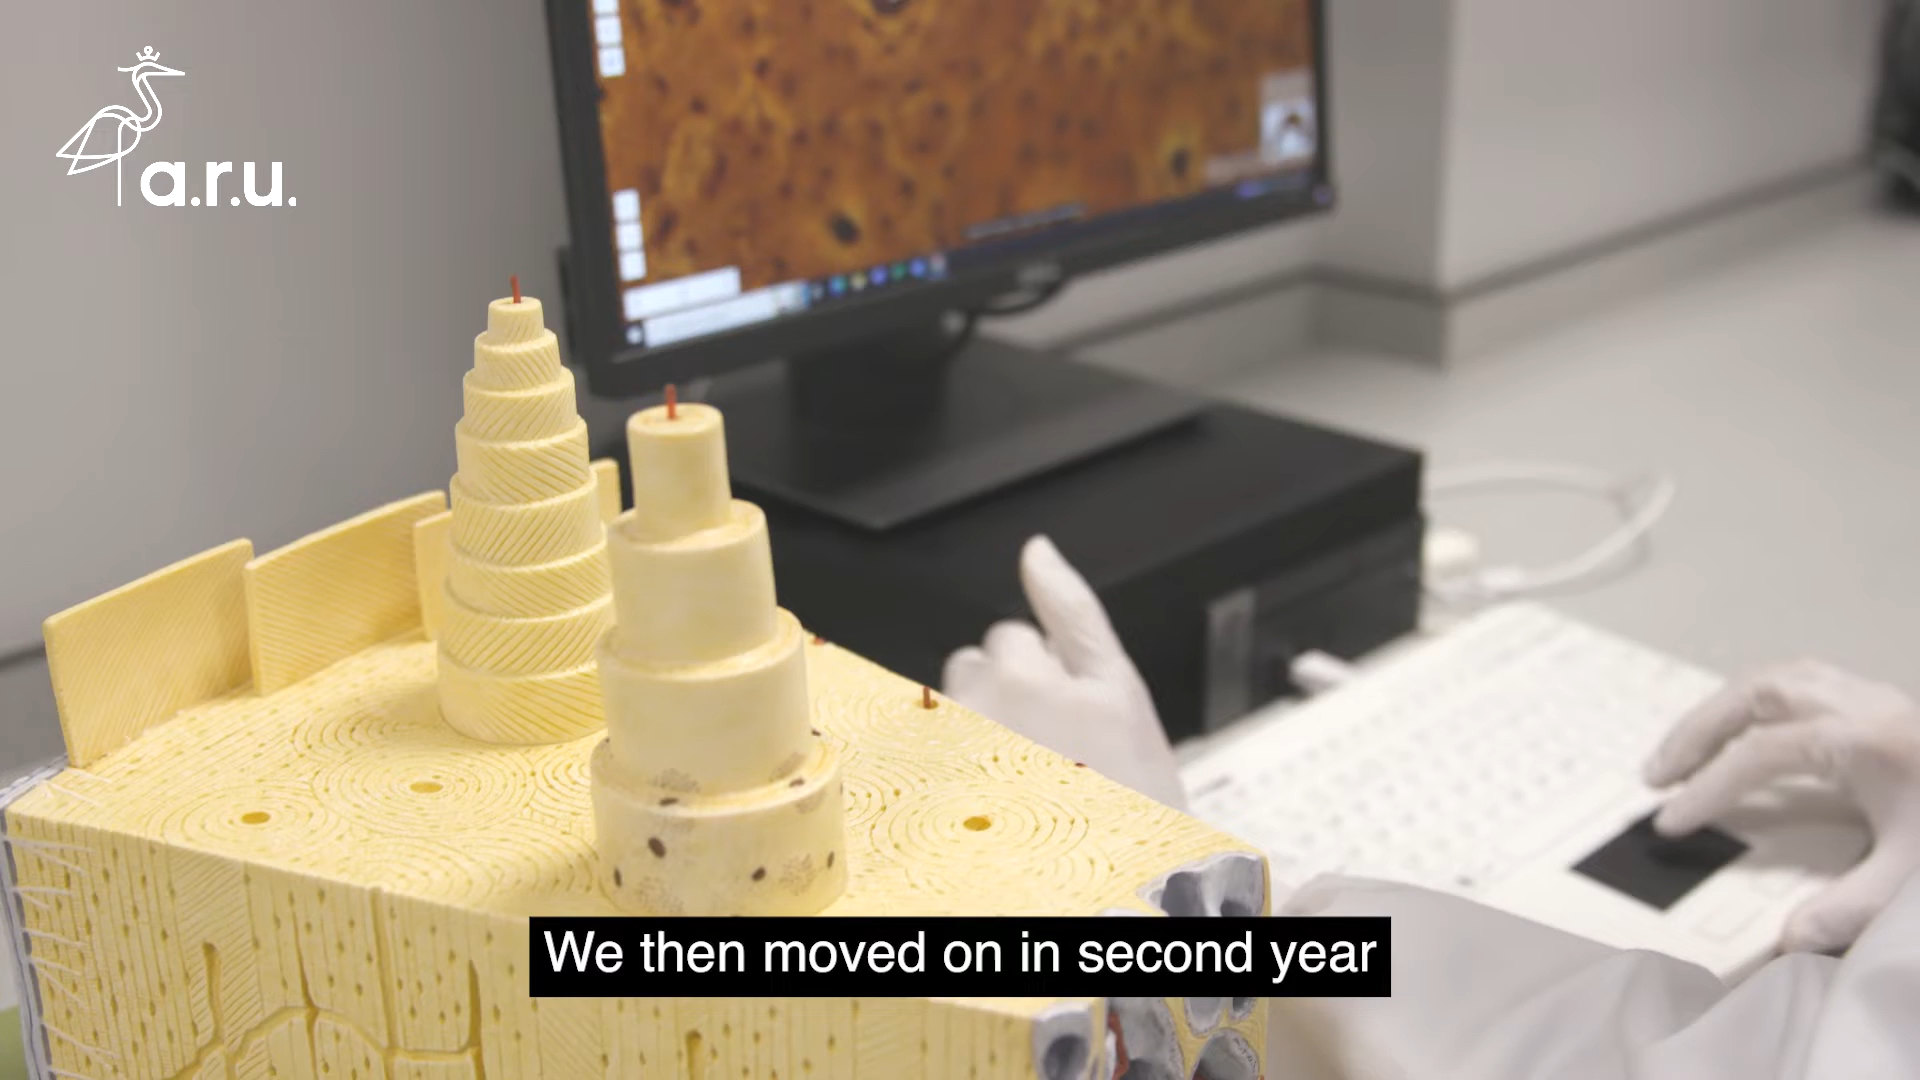 a.r.u.
We then moved on in second year